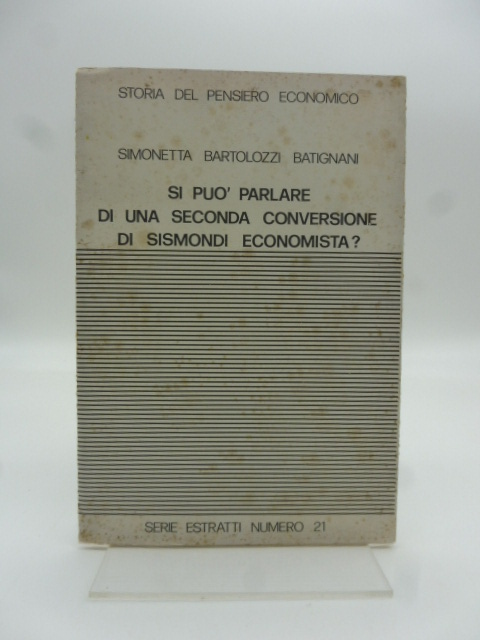 STORIA DEL PENSIERO ECONOMICO
SIMONETTA BARTOLOZZI BATIGNANI
SI PUO' PARLARE
DI UNA SECONDA CONVERSIONE
DI SISMONDI ECONOMISTA?
SERIE ESTRATTI NUMERO 21